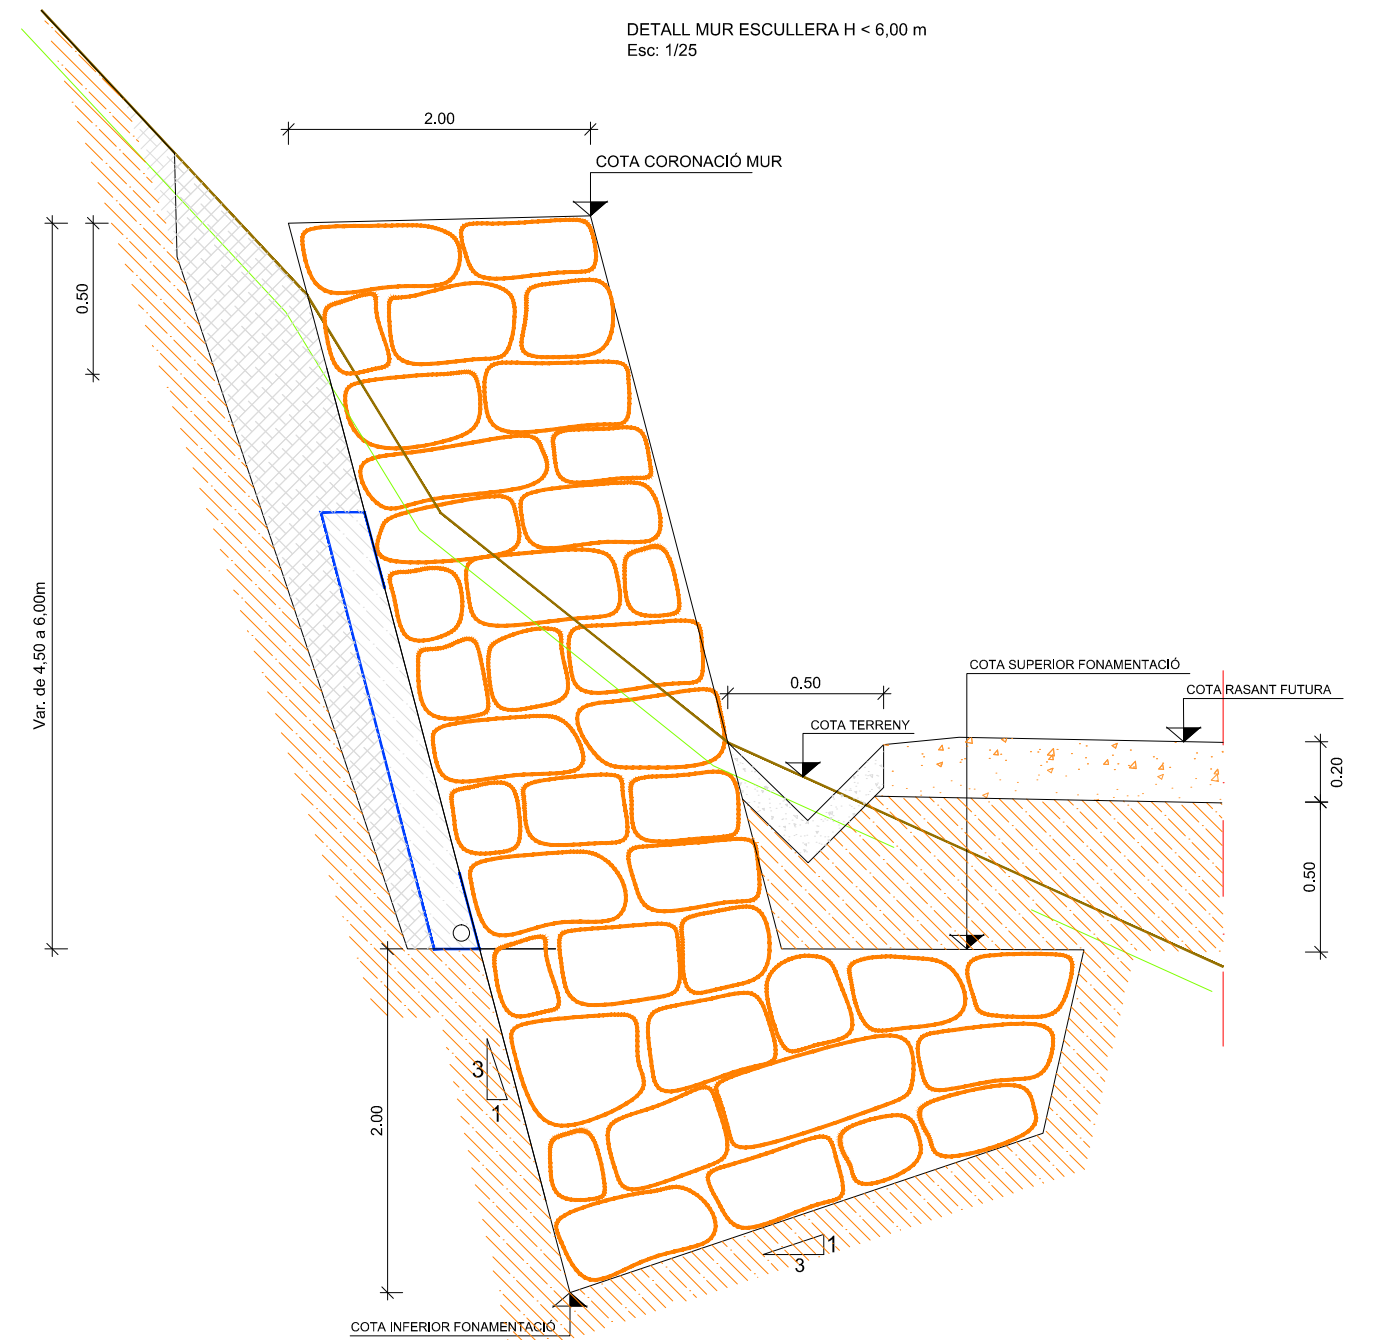 DETALL MUR ESCULLERA H < 6,00 m
Esc: 1/25
2.00
COTA CORONACIÓ MUR
0.50
Var. de 4,50 a 6,00m
COTA SUPERIOR FONAMENTACIÓ
0.50
COTA RASANT FUTURA
COTA TERRENY
0.20
0.50
3
1
2.00
1
3
COTA INFERIOR FONAMENTACIÓ